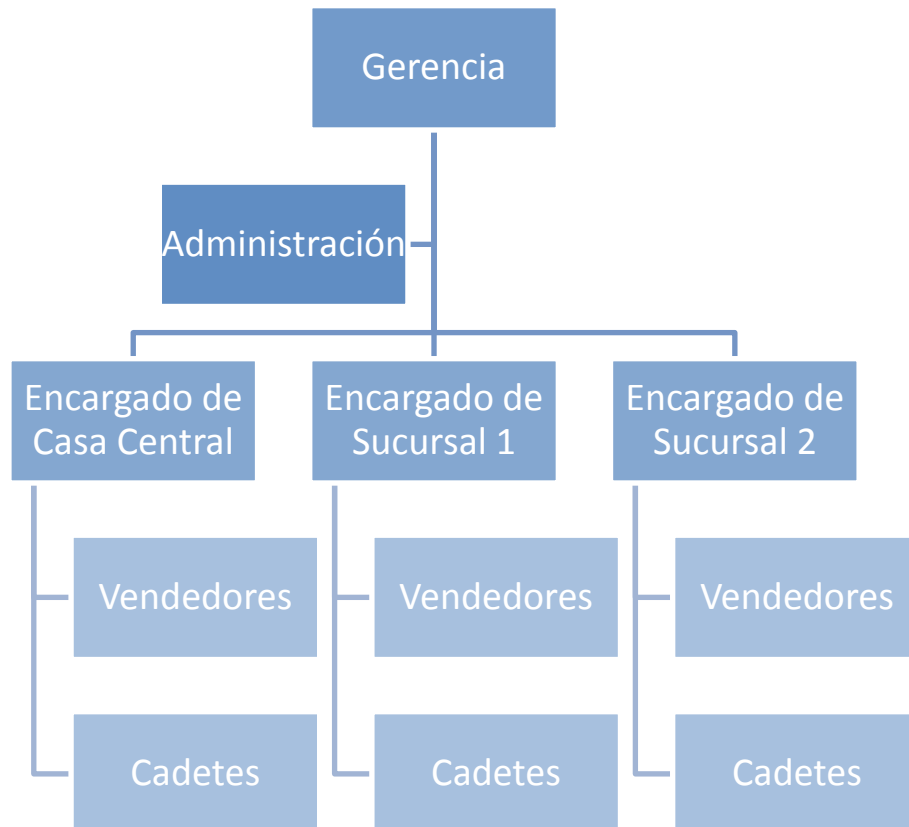 Gerencia
Administración
Encargado de
Casa Central
Encargado de
Sucursal 1
Encargado de
Sucursal 2
Vendedores
Vendedores
Vendedores
Cadetes
Cadetes
Cadetes